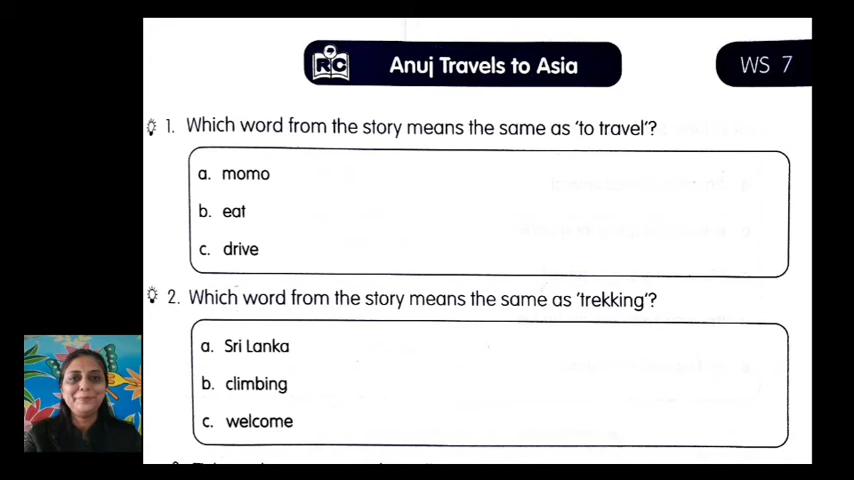 RC
Anuj Travels to Asia
WS 7
1. Which word from the story means the same as 'to travel'?
a. momo
b. eat
c. drive
2. Which word from the story means the same as 'trekking'?
a. Sri Lanka
b. climbing
c. welcome